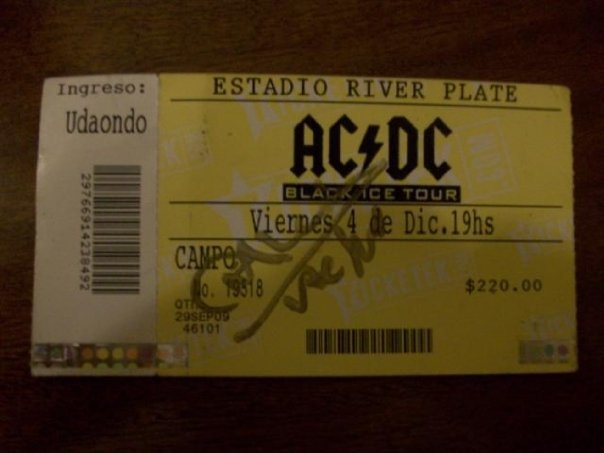 Ingreso:
Udaondo
29766914238492
ESTADIO RIVER PLATE
AC DC
BLACK ICE TOUR
Viernes 4 de Dic.19hs
CAMPO
No. 19318
$220.00
29SEP09
46101